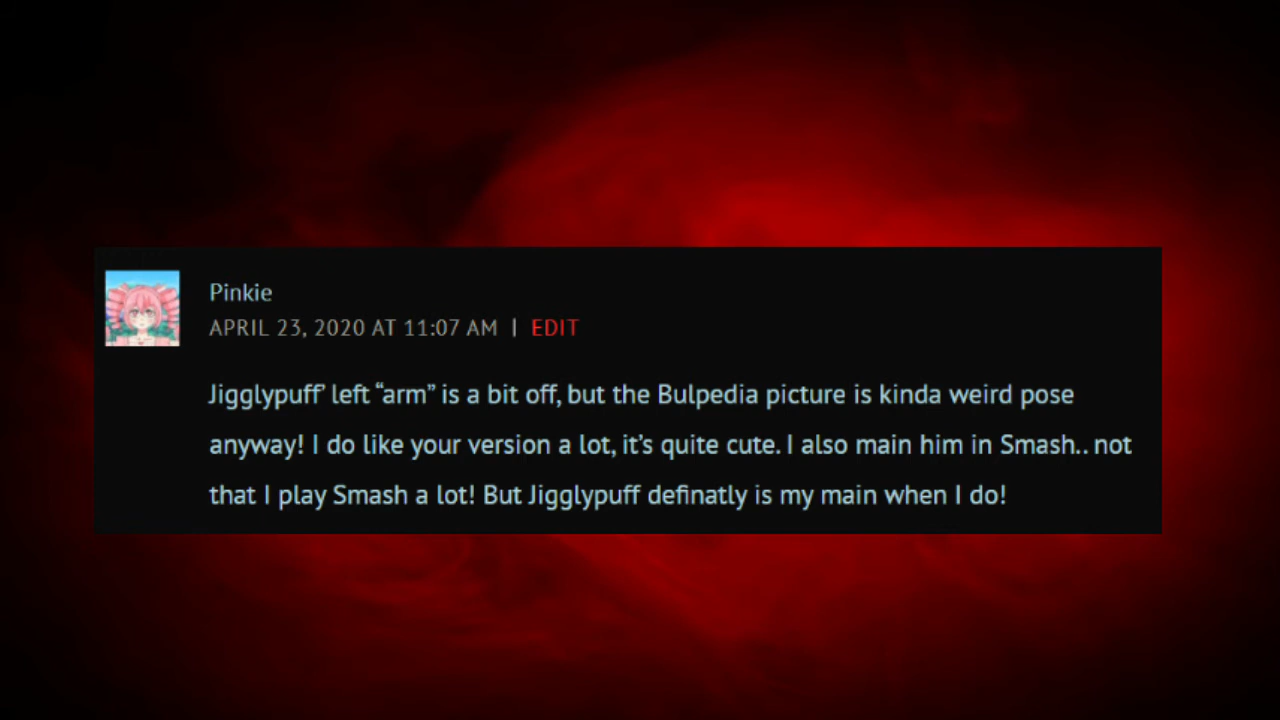 Pinkie
APRIL 23, 2020 AT 11:07 AM | EDIT
Jigglypuff’ left “arm” is a bit off, but the Bulpedia picture is kinda weird pose
anyway! I do like your version a lot, it’s quite cute. I also main him in Smash.. not
that I play Smash a lot! But Jigglypuff definatly is my main when I do!